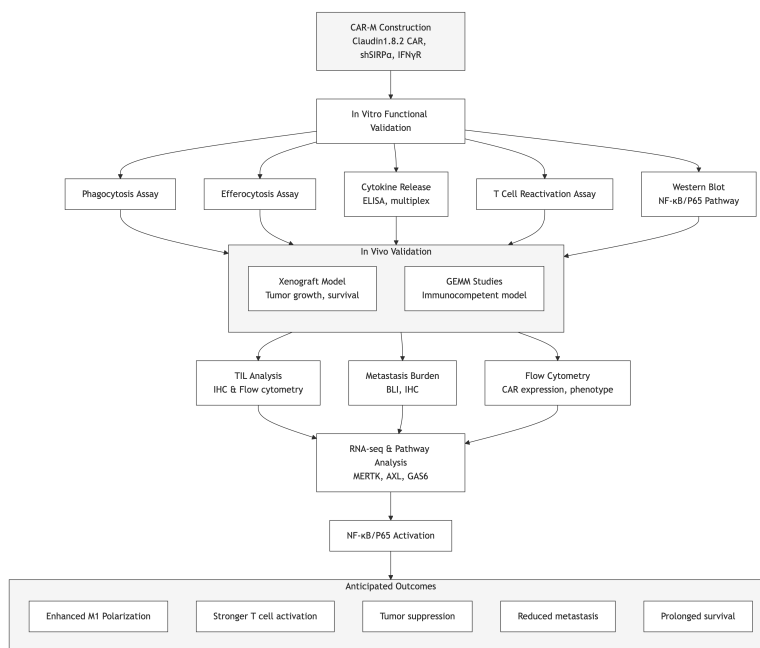 CAR-M Construction
Claudin1.8.2 CAR,
shSIRPα, IFNγR
In Vitro Functional
Validation
Phagocytosis Assay
Efferocytosis Assay
Cytokine Release
ELISA, multiplex
T Cell Reactivation Assay
Western Blot
NF-κB/P65 Pathway
In Vivo Validation
Xenograft Model
Tumor growth, survival
GEMM Studies
Immunocompetent model
TIL Analysis
IHC & Flow cytometry
Metastasis Burden
BLI, IHC
Flow Cytometry
CAR expression, phenotype
RNA-seq & Pathway
Analysis
MERTK, AXL, GAS6
NF-κB/P65 Activation
Anticipated Outcomes
Enhanced M1 Polarization
Stronger T cell activation
Tumor suppression
Reduced metastasis
Prolonged survival